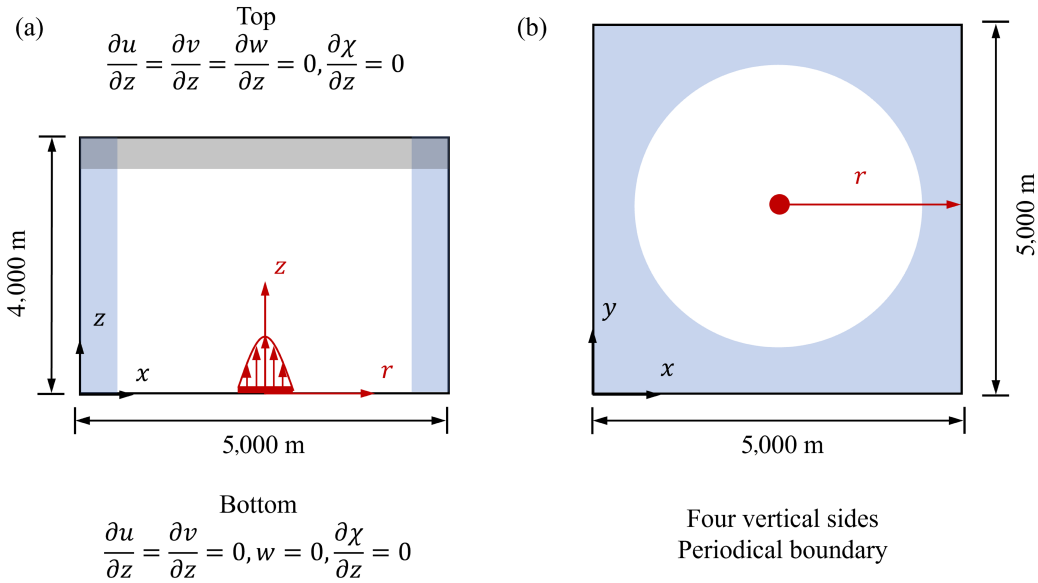 (a)
Top
∂u/∂z = ∂v/∂z = ∂w/∂z = 0, ∂χ/∂z = 0
4,000 m
z
x
z
r
5,000 m
Bottom
∂u/∂z = ∂v/∂z = 0, w = 0, ∂χ/∂z = 0
(b)
r
y
x
5,000 m
5,000 m
Four vertical sides
Periodical boundary